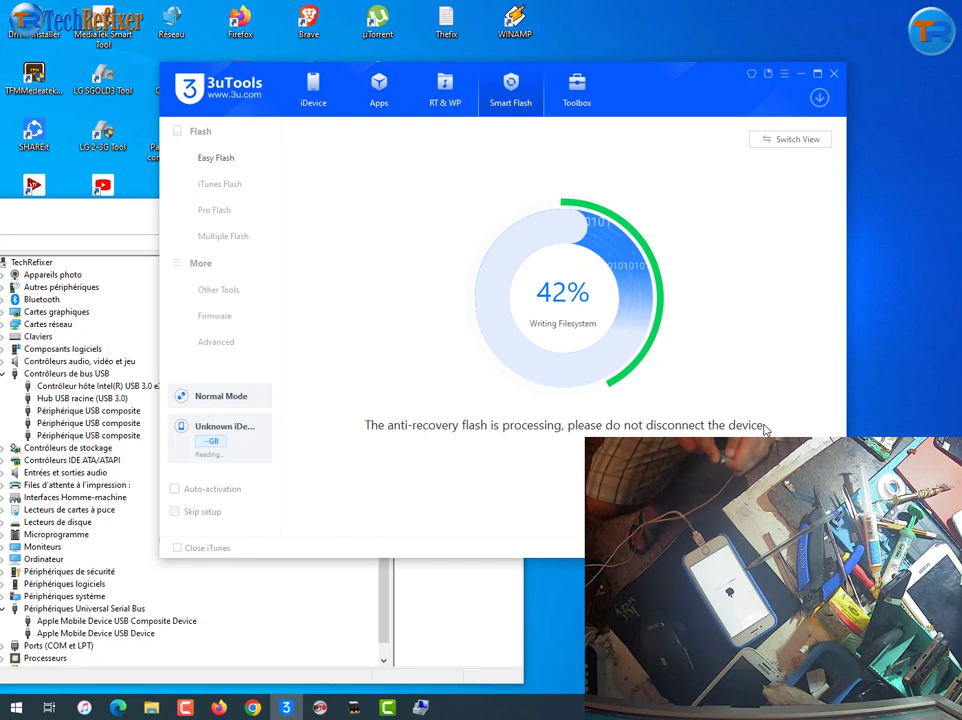 TechRefixer
TR
Driver Installer
MediaTek Smart Tool
Reseau
Firefox
Brave
µTorrent
Thefix
WINAMP
TFMMedeatek...
LG SGOLD3 Tool
SHAREit
LG 2-3G Tool
3uTools
www.3u.com
iDevice
Apps
RT & WP
Smart Flash
Toolbox
Flash
Easy Flash
iTunes Flash
Pro Flash
Multiple Flash
More
Other Tools
Firmware
Advanced
Normal Mode
Unknown iDe...
--GB
Reading...
Auto-activation
Skip setup
Close iTunes
Switch View
42%
Writing Filesystem
The anti-recovery flash is processing, please do not disconnect the device.
TechRefixer
Appareils photo
Autres périphériques
Bluetooth
Cartes graphiques
Cartes réseau
Claviers
Composants logiciels
Contrôleurs audio, vidéo et jeu
Contrôleurs de bus USB
Contrôleur hôte Intel(R) USB 3.0 e
Hub USB racine (USB 3.0)
Périphérique USB composite
Périphérique USB composite
Périphérique USB composite
Contrôleurs de stockage
Contrôleurs IDE ATA/ATAPI
Entrées et sorties audio
Files d'attente à l'impression :
Interfaces Homme-machine
Lecteurs de cartes à puce
Lecteurs de disque
Microprogramme
Moniteurs
Ordinateur
Périphériques de sécurité
Périphériques logiciels
Périphériques système
Périphériques Universal Serial Bus
Apple Mobile Device USB Composite Device
Apple Mobile Device USB Device
Ports (COM et LPT)
Processeurs